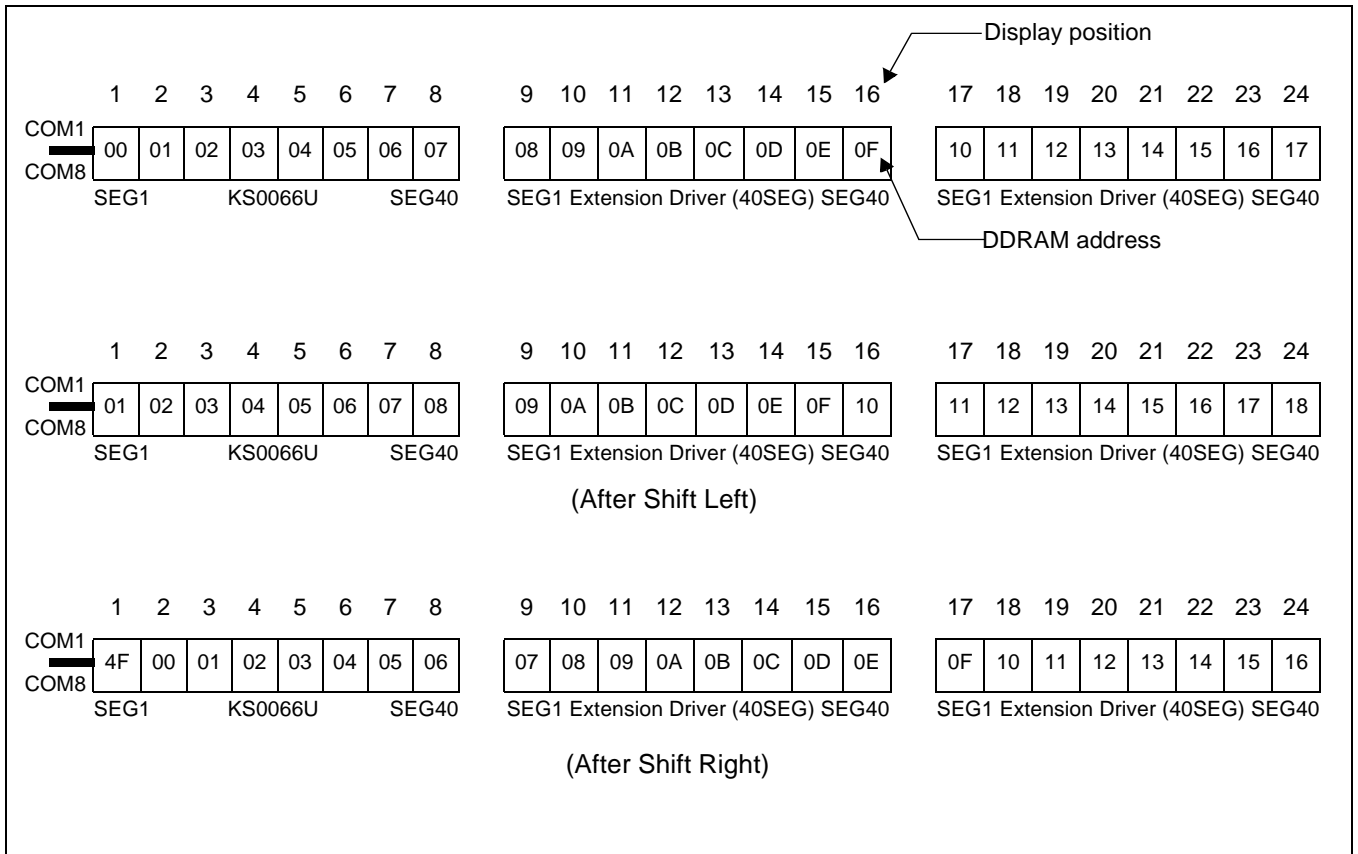 Display position
1 2 3 4 5 6 7 8 9 10 11 12 13 14 15 16 17 18 19 20 21 22 23 24
COM1
00 01 02 03 04 05 06 07 08 09 0A 0B 0C 0D 0E 0F 10 11 12 13 14 15 16 17
COM8
SEG1 KS0066U SEG40 SEG1 Extension Driver (40SEG) SEG40 SEG1 Extension Driver (40SEG) SEG40
DDRAM address
1 2 3 4 5 6 7 8 9 10 11 12 13 14 15 16 17 18 19 20 21 22 23 24
COM1
01 02 03 04 05 06 07 08 09 0A 0B 0C 0D 0E 0F 10 11 12 13 14 15 16 17 18
COM8
SEG1 KS0066U SEG40 SEG1 Extension Driver (40SEG) SEG40 SEG1 Extension Driver (40SEG) SEG40
(After Shift Left)
1 2 3 4 5 6 7 8 9 10 11 12 13 14 15 16 17 18 19 20 21 22 23 24
COM1
4F 00 01 02 03 04 05 06 07 08 09 0A 0B 0C 0D 0E 0F 10 11 12 13 14 15 16
COM8
SEG1 KS0066U SEG40 SEG1 Extension Driver (40SEG) SEG40 SEG1 Extension Driver (40SEG) SEG40
(After Shift Right)